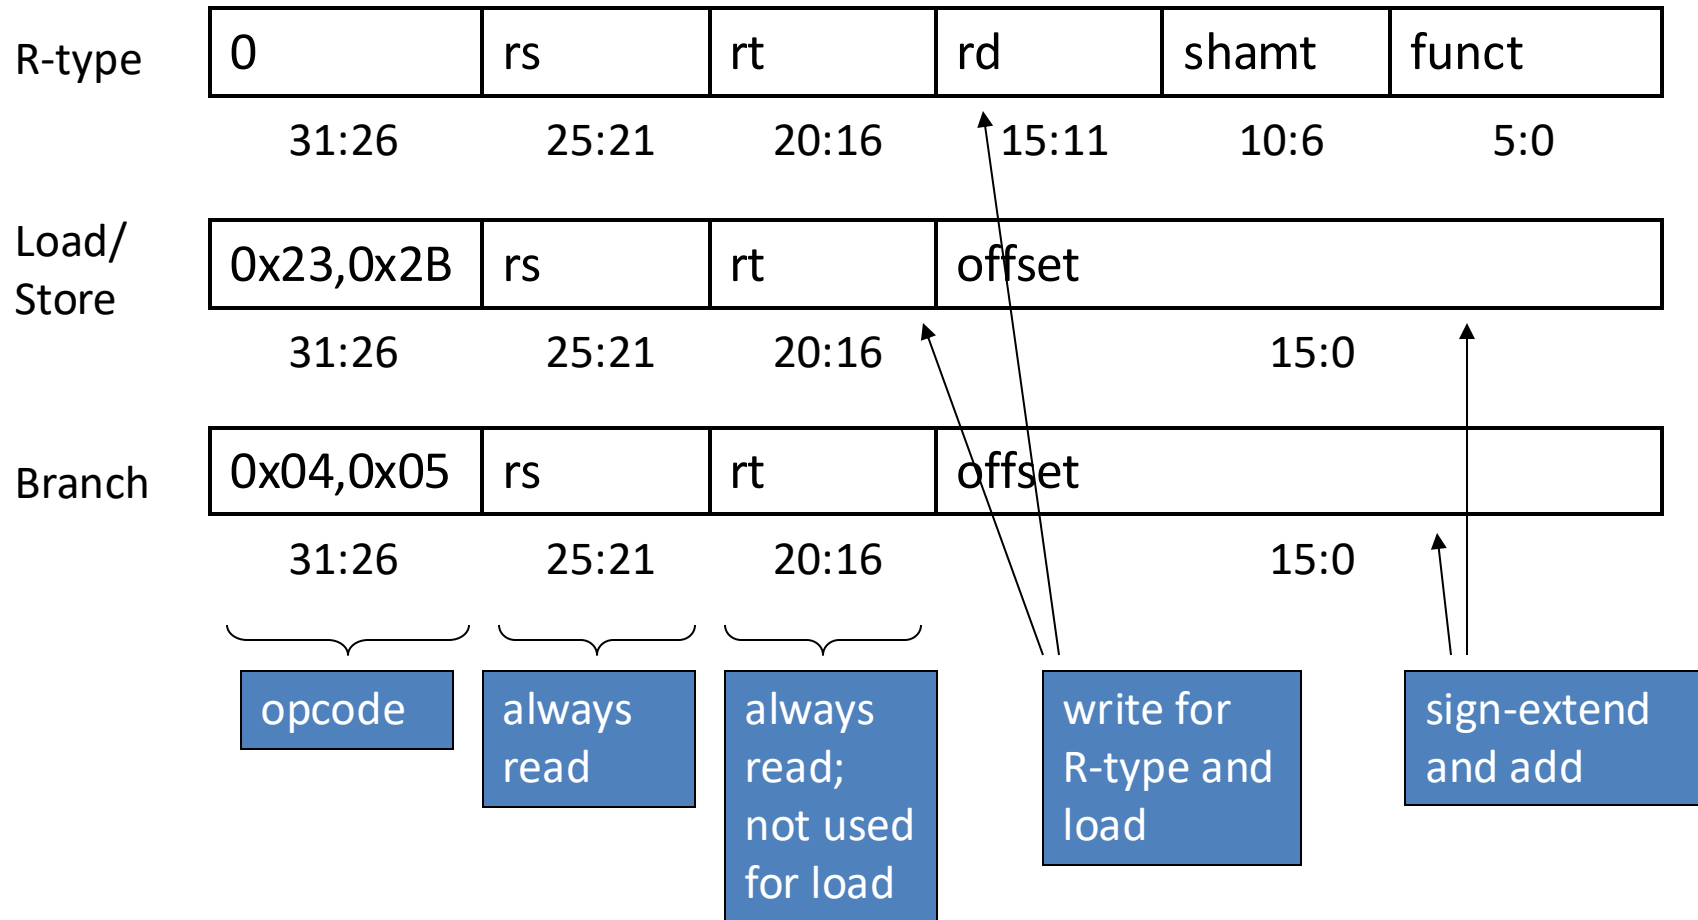 R-type 0 rs rt rd shamt funct
31:26 25:21 20:16 15:11 10:6 5:0
Load/
Store
0x23,0x2B rs rt offset
31:26 25:21 20:16 15:0
Branch 0x04,0x05 rs rt offset
31:26 25:21 20:16 15:0
opcode
always
read
always
read;
not used
for load
write for
R-type and
load
sign-extend
and add